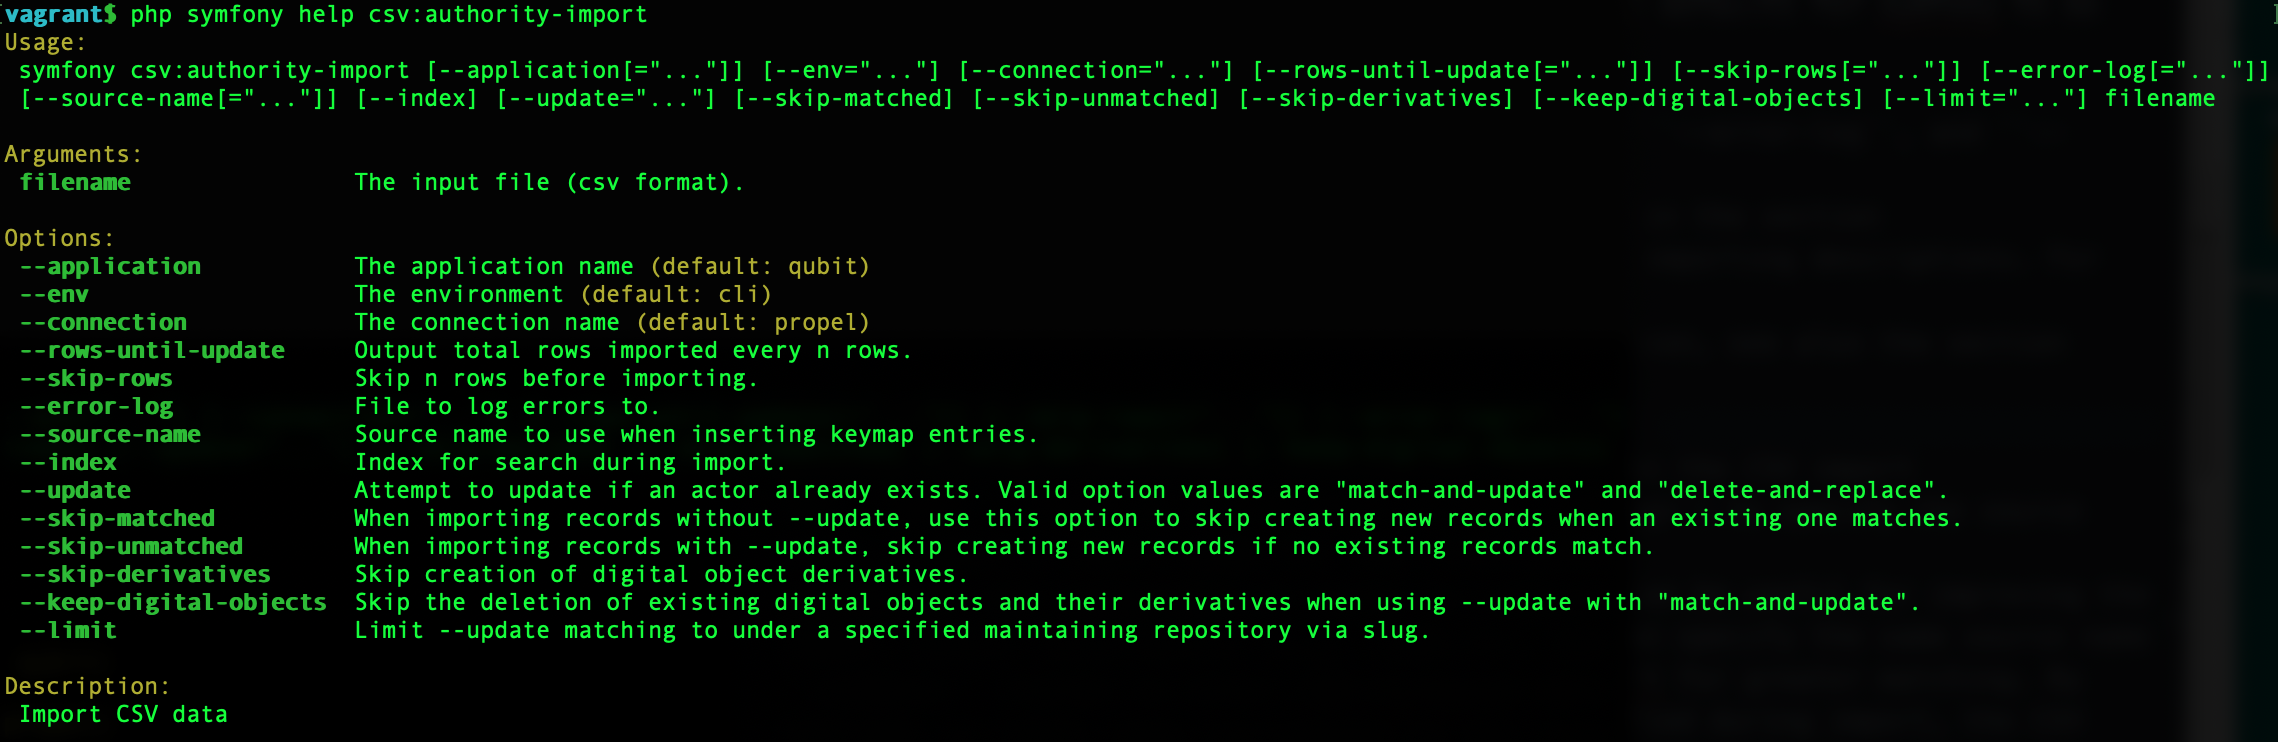 vagrant$ php symfony help csv:authority-import
Usage:
symfony csv:authority-import [--application[="..."]] [--env="..."] [--connection="..."] [--rows-until-update[="..."]] [--skip-rows[="..."]] [--error-log[="..."]]
[--source-name[="..."]] [--index] [--update="..."] [--skip-matched] [--skip-unmatched] [--skip-derivatives] [--keep-digital-objects] [--limit="..."] filename
Arguments:
filename The input file (csv format).
Options:
--application The application name (default: qubit)
--env The environment (default: cli)
--connection The connection name (default: propel)
--rows-until-update Output total rows imported every n rows.
--skip-rows Skip n rows before importing.
--error-log File to log errors to.
--source-name Source name to use when inserting keymap entries.
--index Index for search during import.
--update Attempt to update if an actor already exists. Valid option values are "match-and-update" and "delete-and-replace".
--skip-matched When importing records without --update, use this option to skip creating new records when an existing one matches.
--skip-unmatched When importing records with --update, skip creating new records if no existing records match.
--skip-derivatives Skip creation of digital object derivatives.
--keep-digital-objects Skip the deletion of existing digital objects and their derivatives when using --update with "match-and-update".
--limit Limit --update matching to under a specified maintaining repository via slug.
Description:
Import CSV data